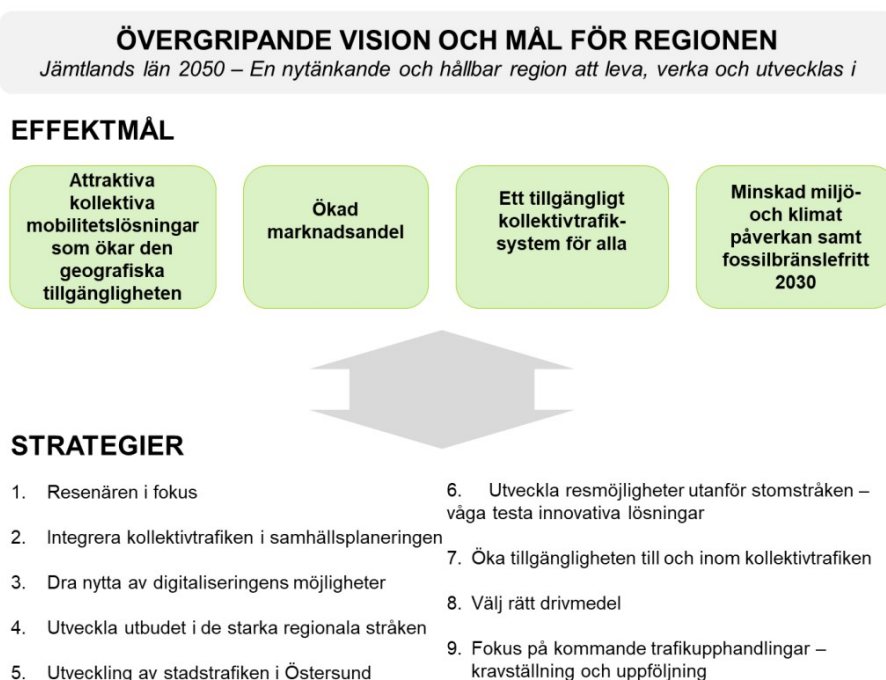 ÖVERGRIPANDE VISION OCH MÅL FÖR REGIONEN
Jämtlands län 2050 – En nytänkande och hållbar region att leva, verka och utvecklas i
EFFEKTMÅL
Attraktiva
kollektiva
mobilitetslösningar
som ökar den
geografiska
tillgängligheten
Ökad
marknadsandel
Ett tillgängligt
kollektivtrafik-
system för alla
Minskad miljö-
och klimat
påverkan samt
fossilbränslefritt
2030
STRATEGIER
1. Resenären i fokus
2. Integrera kollektivtrafiken i samhällsplaneringen
3. Dra nytta av digitaliseringens möjligheter
4. Utveckla utbudet i de starka regionala stråken
5. Utveckling av stadstrafiken i Östersund
6. Utveckla resmöjligheter utanför stomstråken –
våga testa innovativa lösningar
7. Öka tillgängligheten till och inom kollektivtrafiken
8. Välj rätt drivmedel
9. Fokus på kommande trafikupphandlingar –
kravställning och uppföljning